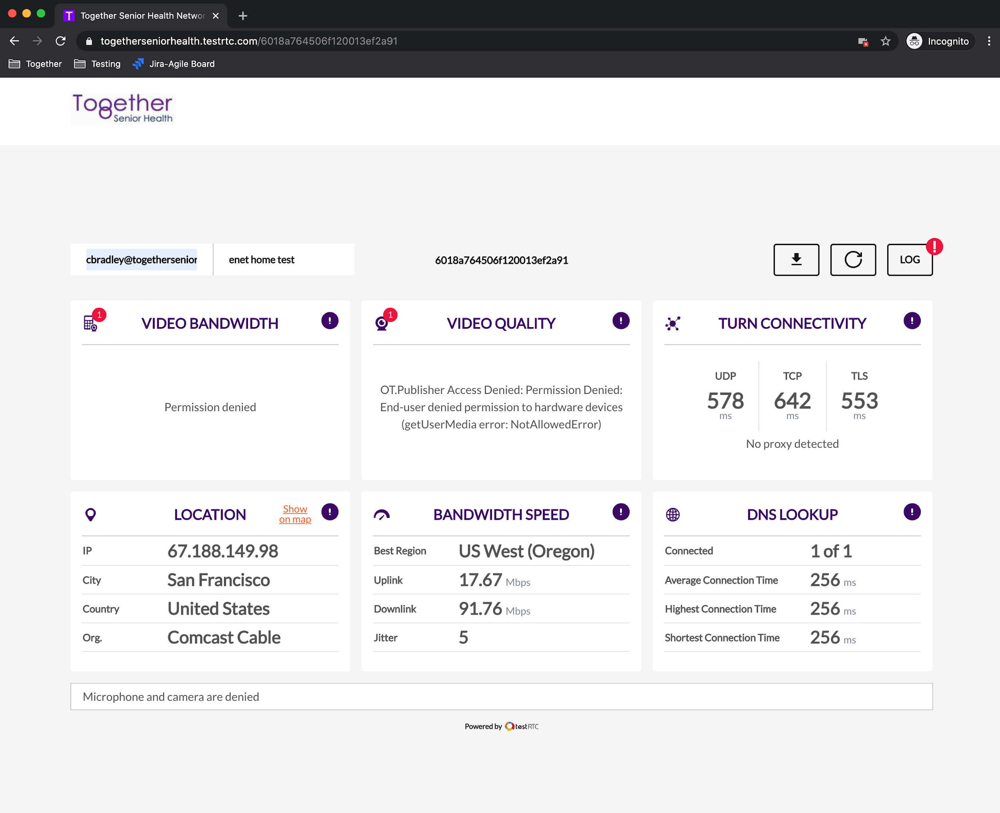 Together Senior Health Networ
togetherseniorhealth.testrtc.com/6018a764506f120013ef2a91
Incognito
Together
Testing
Jira-Agile Board
Together
Senior Health
cbradley@togethersenior
enet home test
6018a764506f120013ef2a91
LOG
!
1
VIDEO BANDWIDTH
!
Permission denied
1
VIDEO QUALITY
!
OT.Publisher Access Denied: Permission Denied:
End-user denied permission to hardware devices
(getUserMedia error: NotAllowedError)
TURN CONNECTIVITY
!
UDP TCP TLS
578 642 553
ms ms ms
No proxy detected
LOCATION
Show
on map
!
IP 67.188.149.98
City San Francisco
Country United States
Org. Comcast Cable
BANDWIDTH SPEED
!
Best Region US West (Oregon)
Uplink 17.67 Mbps
Downlink 91.76 Mbps
Jitter 5
DNS LOOKUP
!
Connected 1 of 1
Average Connection Time 256 ms
Highest Connection Time 256 ms
Shortest Connection Time 256 ms
Microphone and camera are denied
Powered by testRTC